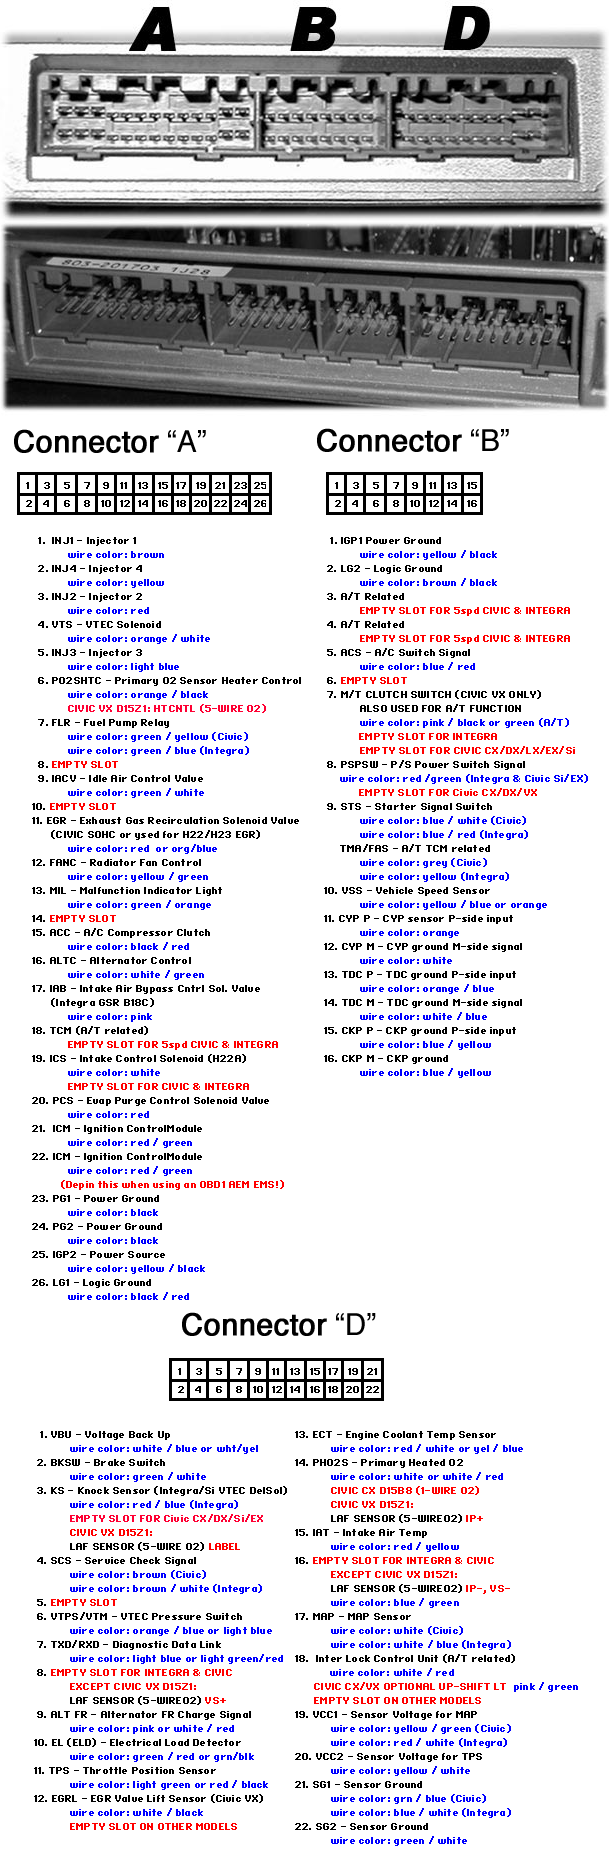 A B D
803-201703 1J28
Connector “A”
1 3 5 7 9 11 13 15 17 19 21 23 25
2 4 6 8 10 12 14 16 18 20 22 24 26
1. INJ1 - Injector 1
wire color: brown
2. INJ4 - Injector 4
wire color: yellow
3. INJ2 - Injector 2
wire color: red
4. VTS - VTEC Solenoid
wire color: orange / white
5. INJ3 - Injector 3
wire color: light blue
6. PO2SHTC - Primary O2 Sensor Heater Control
wire color: orange / black
CIVIC VX D15Z1: HTCNTL (5-WIRE O2)
7. FLR - Fuel Pump Relay
wire color: green / yellow (Civic)
wire color: green / blue (Integra)
8. EMPTY SLOT
9. IACV - Idle Air Control Valve
wire color: green / white
10. EMPTY SLOT
11. EGR - Exhaust Gas Recirculation Solenoid Valve
(CIVIC SOHC or ysed for H22/H23 EGR)
wire color: red or org/blue
12. FANC - Radiator Fan Control
wire color: yellow / green
13. MIL - Malfunction Indicator Light
wire color: green / orange
14. EMPTY SLOT
15. ACC - A/C Compressor Clutch
wire color: black / red
16. ALTC - Alternator Control
wire color: white / green
17. IAB - Intake Air Bypass Cntrl Sol. Valve
(Integra GSR B18C)
wire color: pink
18. TCM (A/T related)
EMPTY SLOT FOR 5spd CIVIC & INTEGRA
19. ICS - Intake Control Solenoid (H22A)
wire color: white
EMPTY SLOT FOR CIVIC & INTEGRA
20. PCS - Evap Purge Control Solenoid Valve
wire color: red
21. ICM - Ignition ControlModule
wire color: red / green
22. ICM - Ignition ControlModule
wire color: red / green
(Depin this when using an OBD1 AEM EMS!)
23. PG1 - Power Ground
wire color: black
24. PG2 - Power Ground
wire color: black
25. IGP2 - Power Source
wire color: yellow / black
26. LG1 - Logic Ground
wire color: black / red
Connector “B”
1 3 5 7 9 11 13 15
2 4 6 8 10 12 14 16
1. IGP1 Power Ground
wire color: yellow / black
2. LG2 - Logic Ground
wire color: brown / black
3. A/T Related
EMPTY SLOT FOR 5spd CIVIC & INTEGRA
4. A/T Related
EMPTY SLOT FOR 5spd CIVIC & INTEGRA
5. ACS - A/C Switch Signal
wire color: blue / red
6. EMPTY SLOT
7. M/T CLUTCH SWITCH (CIVIC VX ONLY)
ALSO USED FOR A/T FUNCTION
wire color: pink / black or green (A/T)
EMPTY SLOT FOR INTEGRA
EMPTY SLOT FOR CIVIC CX/DX/LX/EX/Si
8. PSPSW - P/S Power Switch Signal
wire color: red /green (Integra & Civic Si/EX)
EMPTY SLOT FOR Civic CX/DX/VX
9. STS - Starter Signal Switch
wire color: blue / white (Civic)
wire color: blue / red (Integra)
TMA/FAS - A/T TCM related
wire color: grey (Civic)
wire color: yellow (Integra)
10. VSS - Vehicle Speed Sensor
wire color: yellow / blue or orange
11. CYP P - CYP sensor P-side input
wire color: orange
12. CYP M - CYP ground M-side signal
wire color: white
13. TDC P - TDC ground P-side input
wire color: orange / blue
14. TDC M - TDC ground M-side signal
wire color: white / blue
15. CKP P - CKP ground P-side input
wire color: blue / yellow
16. CKP M - CKP ground
wire color: blue / yellow
Connector “D”
1 3 5 7 9 11 13 15 17 19 21
2 4 6 8 10 12 14 16 18 20 22
1. VBU - Voltage Back Up
wire color: white / blue or wht/yel
2. BKSW - Brake Switch
wire color: green / white
3. KS - Knock Sensor (Integra/Si VTEC DelSol)
wire color: red / blue (Integra)
EMPTY SLOT FOR Civic CX/DX/Si/EX
CIVIC VX D15Z1:
LAF SENSOR (5-WIRE O2) LABEL
4. SCS - Service Check Signal
wire color: brown (Civic)
wire color: brown / white (Integra)
5. EMPTY SLOT
6. VTPS/VTM - VTEC Pressure Switch
wire color: orange / blue or light blue
7. TXD/RXD - Diagnostic Data Link
wire color: light blue or light green/red
8. EMPTY SLOT FOR INTEGRA & CIVIC
EXCEPT CIVIC VX D15Z1:
LAF SENSOR (5-WIREO2) VS+
9. ALT FR - Alternator FR Charge Signal
wire color: pink or white / red
10. EL (ELD) - Electrical Load Detector
wire color: green / red or grn/blk
11. TPS - Throttle Position Sensor
wire color: light green or red / black
12. EGRL - EGR Valve Lift Sensor (Civic VX)
wire color: white / black
EMPTY SLOT ON OTHER MODELS
13. ECT - Engine Coolant Temp Sensor
wire color: red / white or yel / blue
14. PHO2S - Primary Heated O2
wire color: white or white / red
CIVIC CX D15B8 (1-WIRE O2)
CIVIC VX D15Z1:
LAF SENSOR (5-WIREO2) IP+
15. IAT - Intake Air Temp
wire color: red / yellow
16. EMPTY SLOT FOR INTEGRA & CIVIC
EXCEPT CIVIC VX D15Z1:
LAF SENSOR (5-WIREO2) IP-, VS-
wire color: blue / green
17. MAP - MAP Sensor
wire color: white (Civic)
wire color: white / blue (Integra)
18. Inter Lock Control Unit (A/T related)
wire color: white / red
CIVIC CX/VX OPTIONAL UP-SHIFT LT pink / green
EMPTY SLOT ON OTHER MODELS
19. VCC1 - Sensor Voltage for MAP
wire color: yellow / green (Civic)
wire color: red / white (Integra)
20. VCC2 - Sensor Voltage for TPS
wire color: yellow / white
21. SG1 - Sensor Ground
wire color: grn / blue (Civic)
wire color: blue / white (Integra)
22. SG2 - Sensor Ground
wire color: green / white